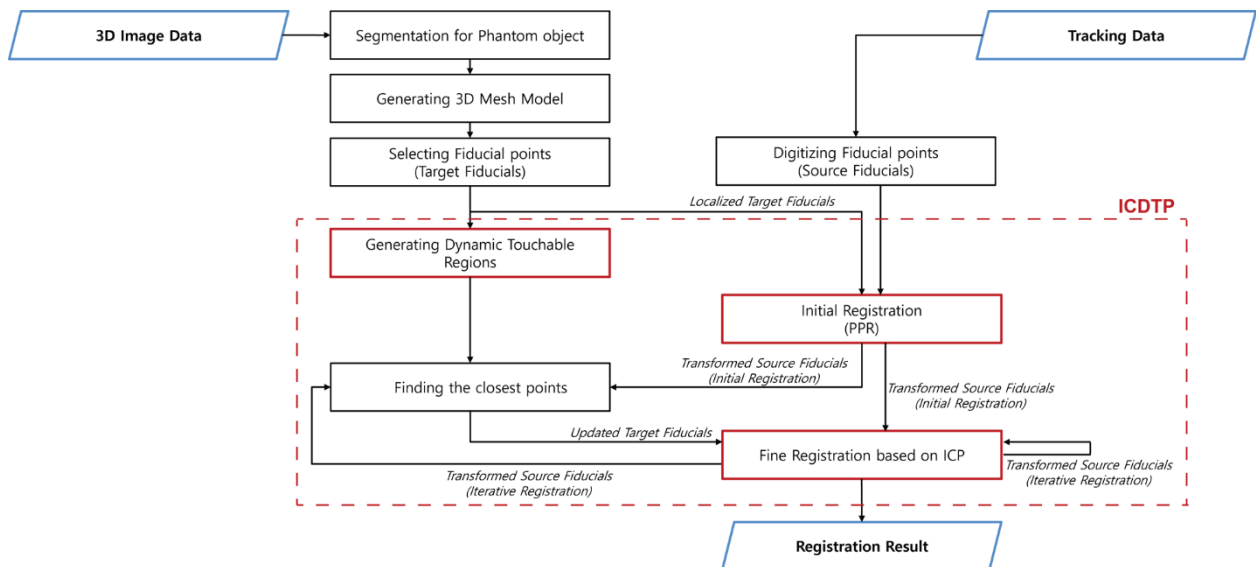 3D Image Data
Segmentation for Phantom object
Tracking Data
Generating 3D Mesh Model
Selecting Fiducial points
(Target Fiducials)
Digitizing Fiducial points
(Source Fiducials)
Localized Target Fiducials
ICDTP
Generating Dynamic Touchable
Regions
Initial Registration
(PPR)
Transformed Source Fiducials
(Initial Registration)
Finding the closest points
Transformed Source Fiducials
(Initial Registration)
Updated Target Fiducials
Fine Registration based on ICP
Transformed Source Fiducials
(Iterative Registration)
Transformed Source Fiducials
(Iterative Registration)
Registration Result